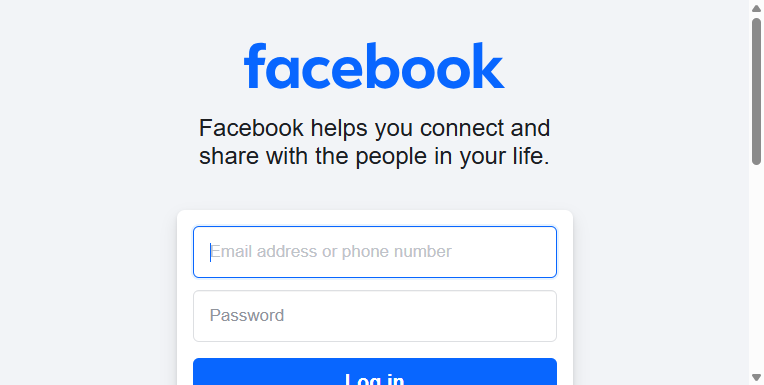 facebook
Facebook helps you connect and
share with the people in your life.
Email address or phone number
Password
Log in